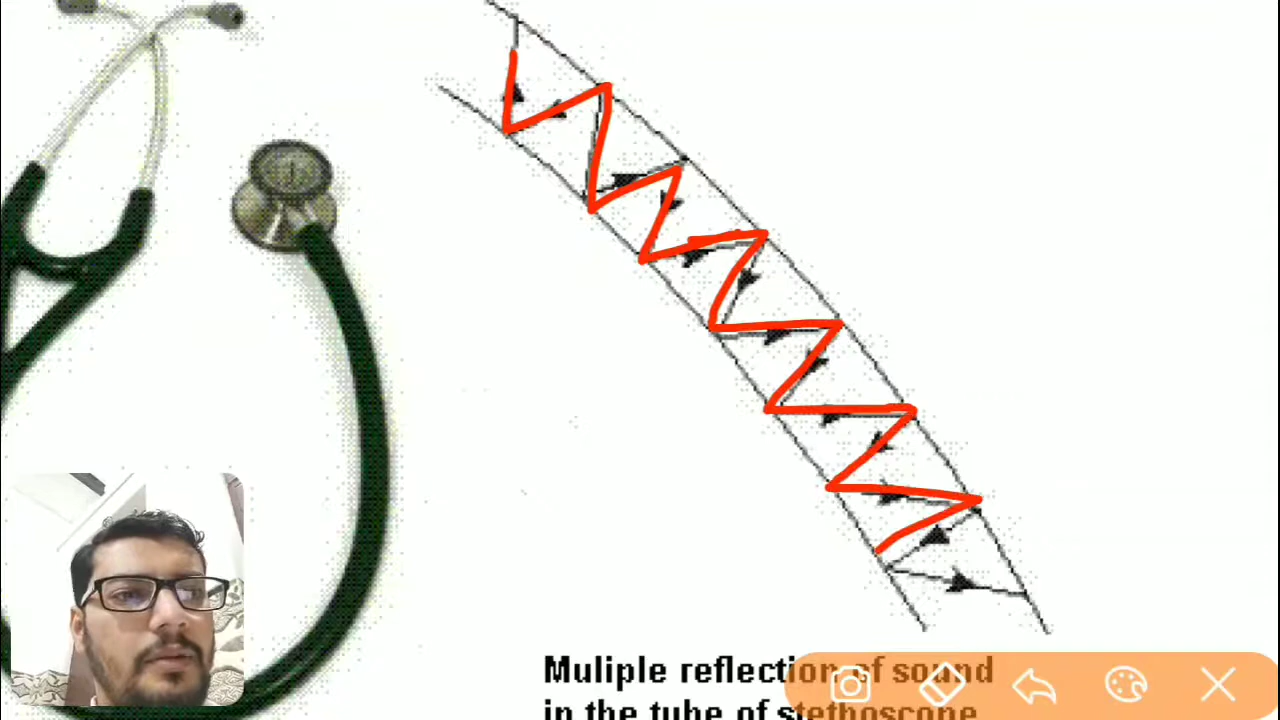 Muliple reflection of sound
in the tube of stethoscope